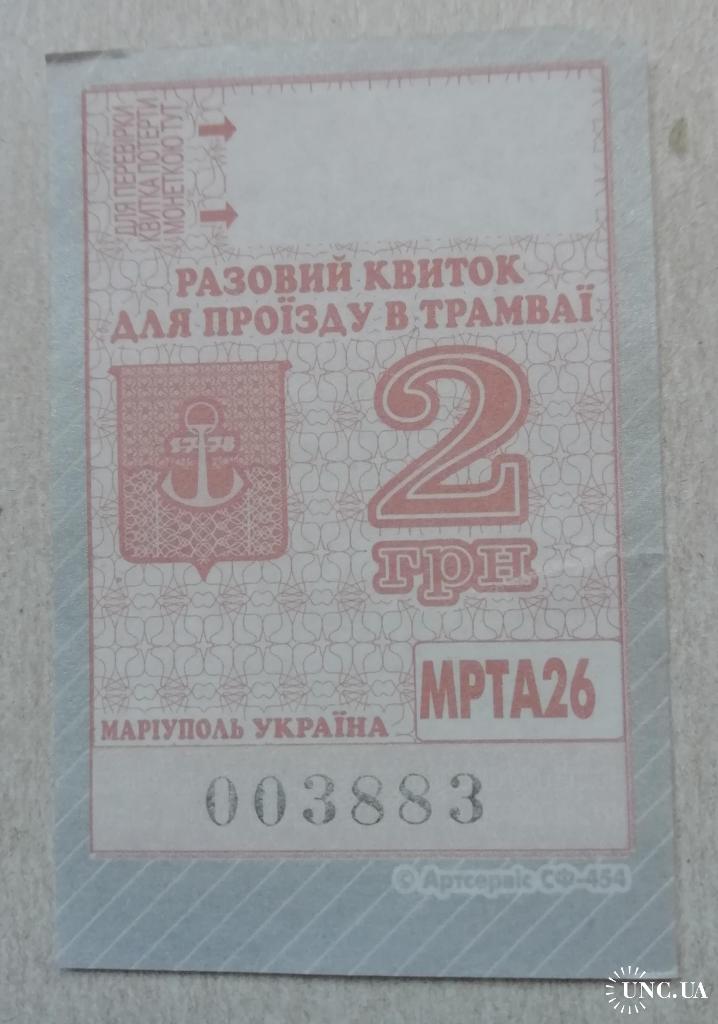 ДЛЯ ПЕРЕВІРКИ
КВИТКА ПОТЕРТИ
МОНЕТКОЮ ТУТ
РАЗОВИЙ КВИТОК
ДЛЯ ПРОЇЗДУ В ТРАМВАЇ
1778
2
грн
МРТА26
МАРІУПОЛЬ УКРАЇНА
003883
© Артсервіс СФ-454
UNC.UA